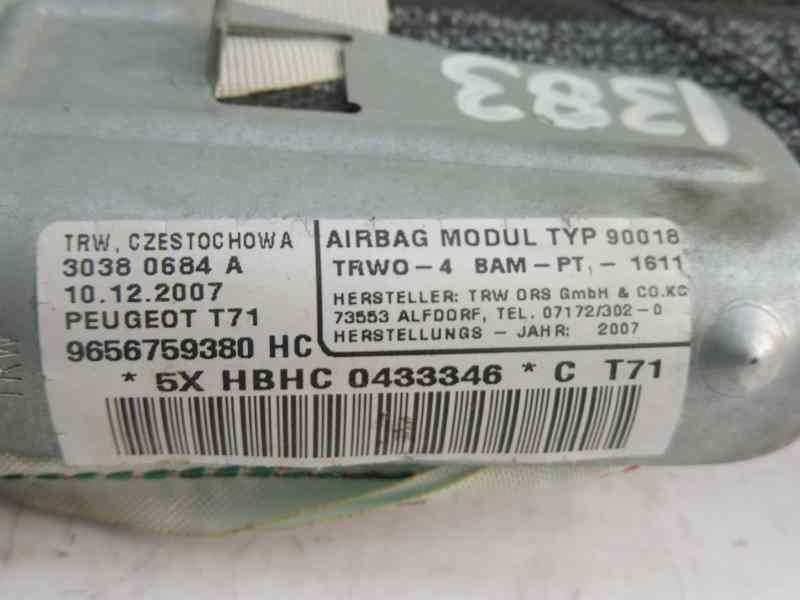 1383
TRW, CZESTOCHOWA
3038 0684 A
10.12.2007
PEUGEOT T71
9656759380 HC
AIRBAG MODUL TYP 90018
TRWO-4 BAM-PT, - 1611
HERSTELLER: TRW ORS GmbH & CO.KG
73553 ALFDORF, TEL. 07172/302-0
HERSTELLUNGS - JAHR: 2007
* 5X HBHC 0433346 * C T71
TRW